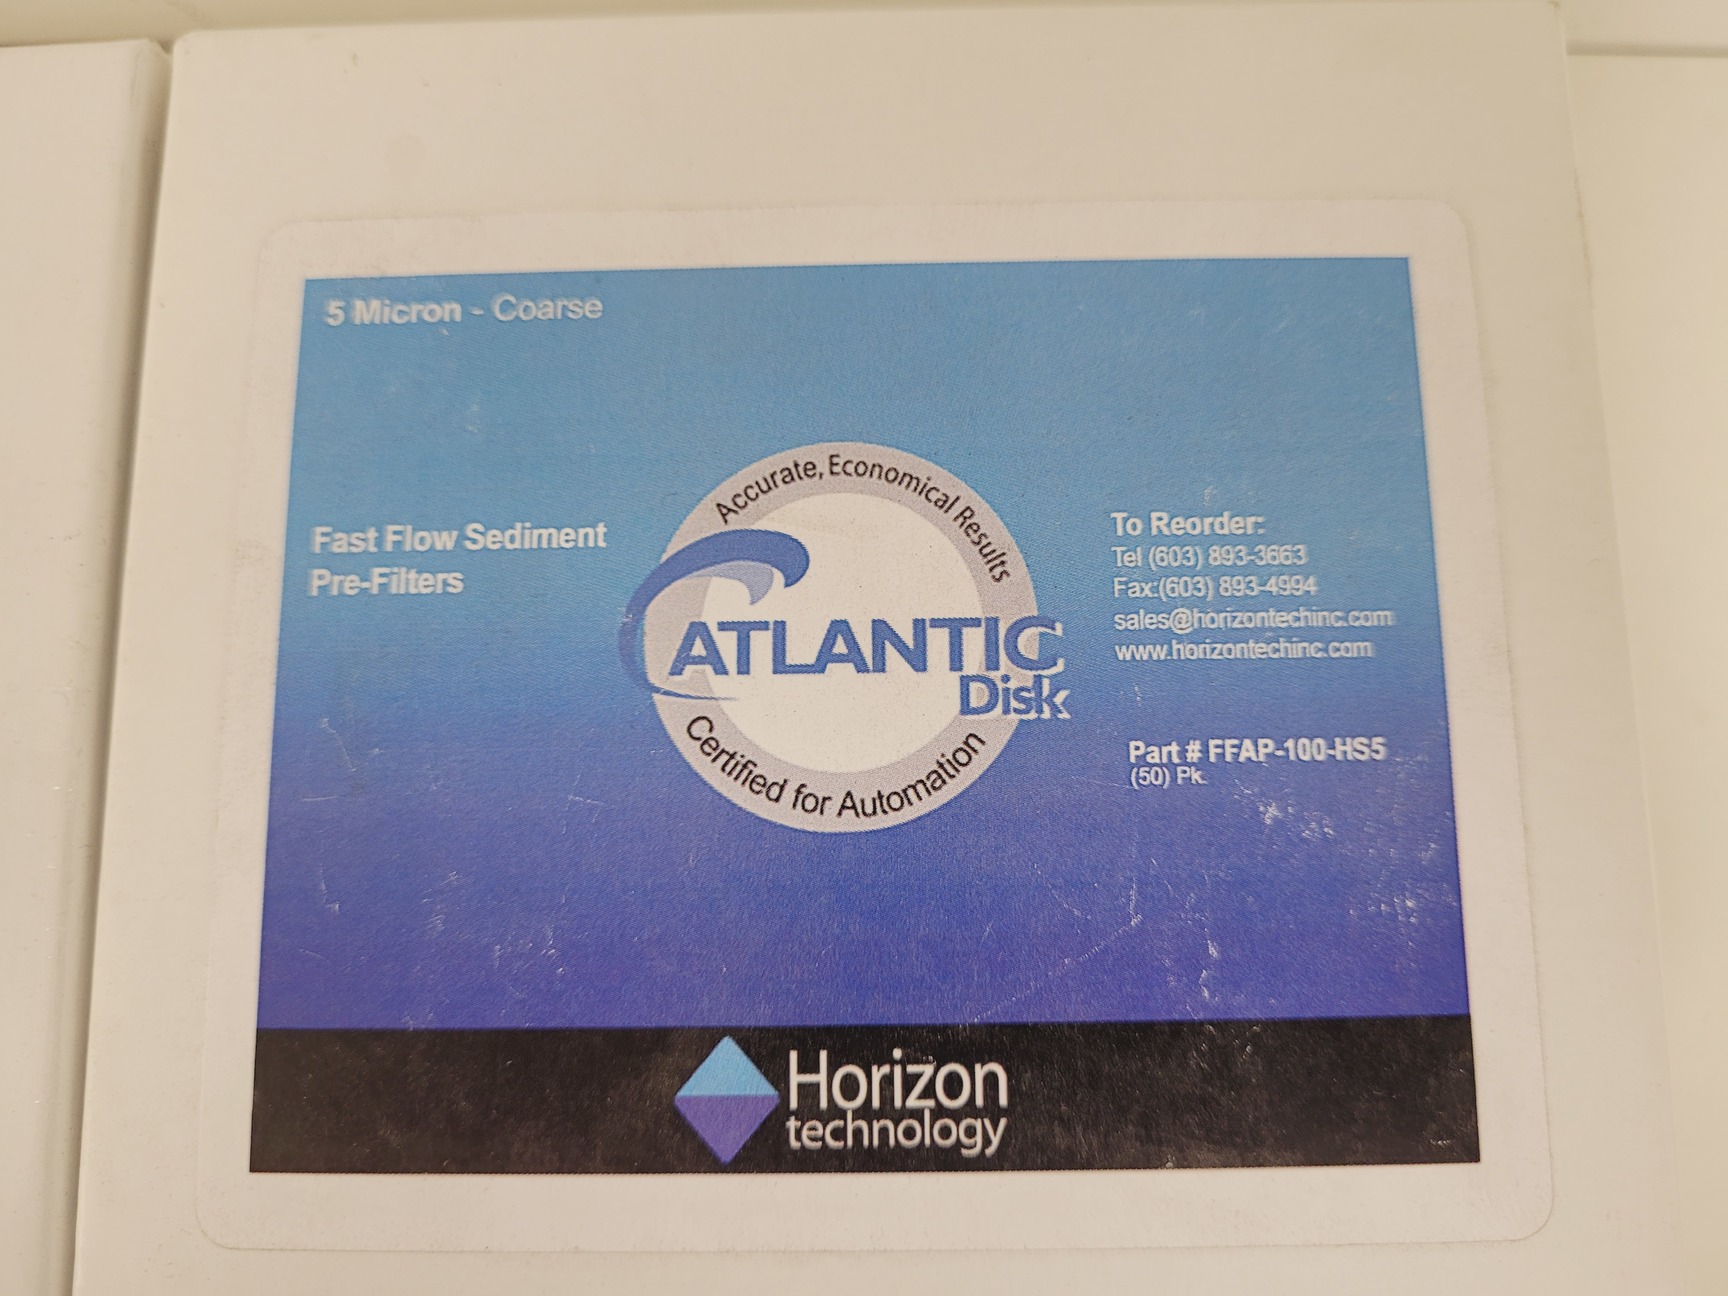 5 Micron - Coarse
Fast Flow Sediment
Pre-Filters
Accurate, Economical Results
ATLANTIC
Disk
Certified for Automation
To Reorder:
Tel (603) 893-3663
Fax:(603) 893-4994
sales@horizontechinc.com
www.horizontechinc.com
Part # FFAP-100-HS5
(50) Pk.
Horizon
technology